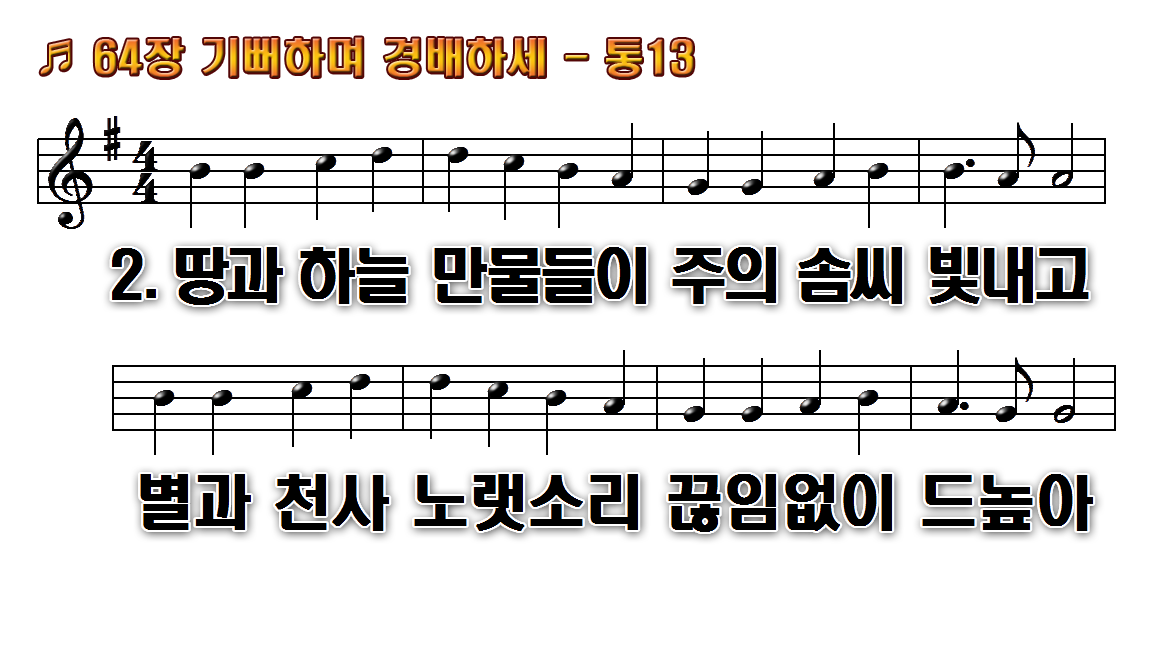 ♬ 64장 기뻐하며 경배하세 - 통13
4
4
2. 땅과 하늘 만물들이 주의 솜씨 빛내고
별과 천사 노랫소리 끊임없이 드높아